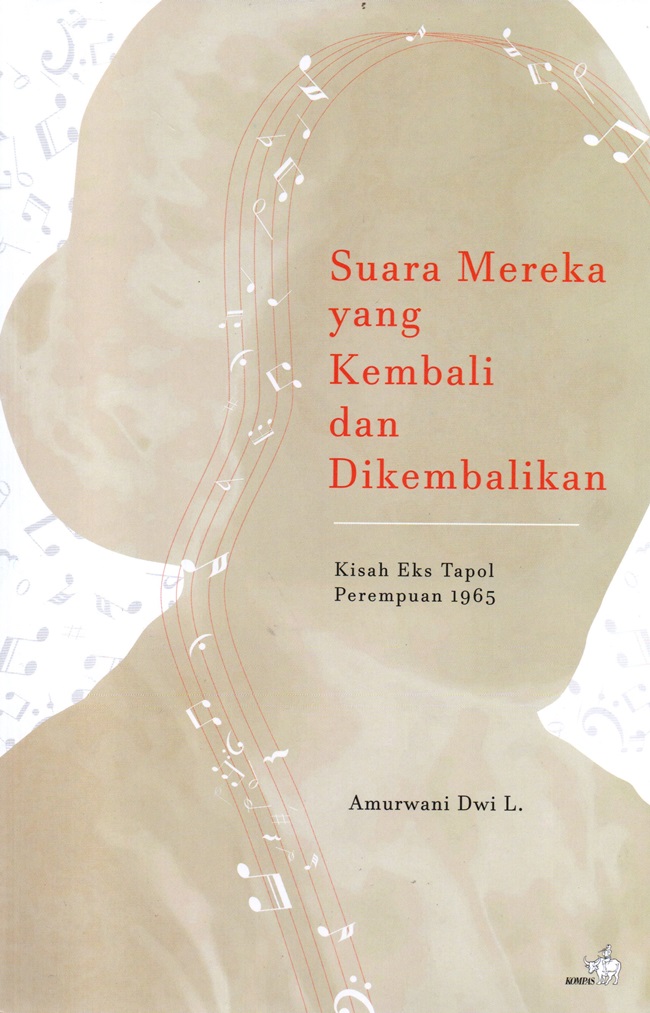 Suara Mereka
yang
Kembali
dan
Dikembalikan
Kisah Eks Tapol
Perempuan 1965
Amurwani Dwi L.
KOMPAS